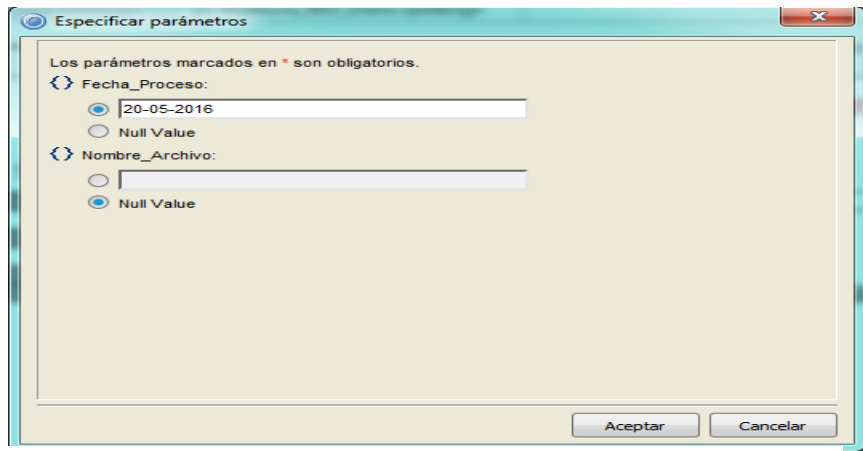 Especificar parámetros
Los parámetros marcados en * son obligatorios.
{} Fecha_Proceso:
20-05-2016
Null Value
{} Nombre_Archivo:
Null Value
Aceptar Cancelar